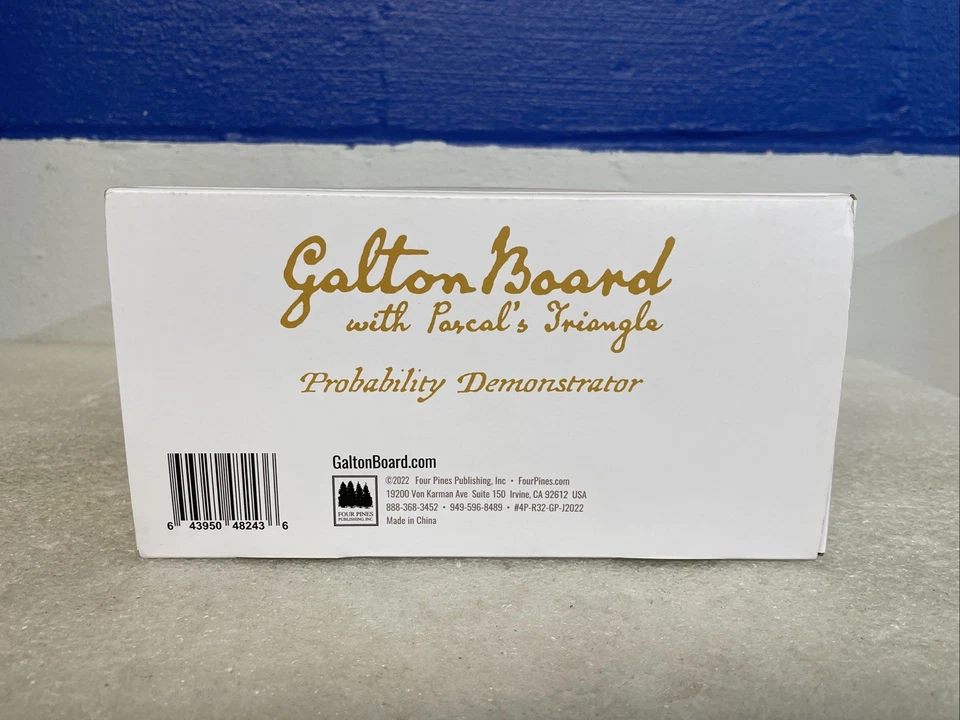 Galton Board
with Pascal's Triangle
Probability Demonstrator
GaltonBoard.com
©2022 Four Pines Publishing, Inc • FourPines.com
19200 Von Karman Ave Suite 150 Irvine, CA 92612 USA
888-368-3452 • 949-596-8489 • #4P-R32-GP-J2022
Made in China
FOUR PINES
PUBLISHING, INC.
6 43950 48243 6